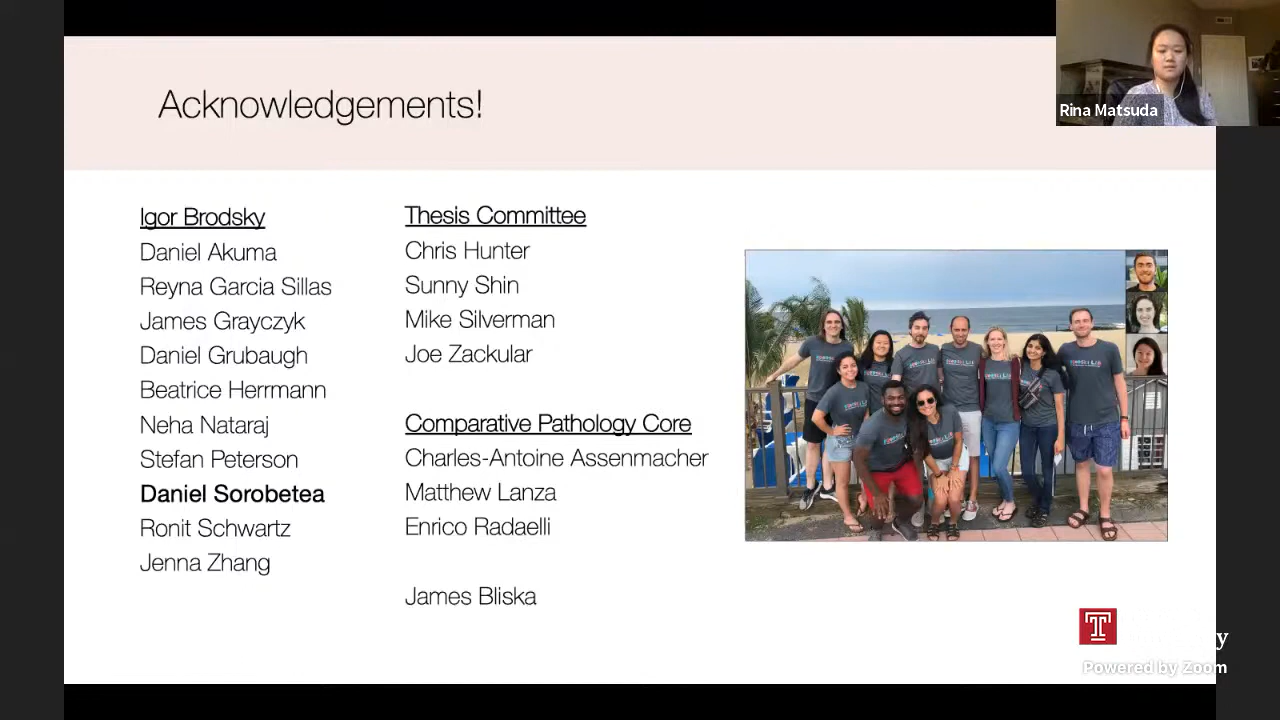 Acknowledgements!
Rina Matsuda
Igor Brodsky
Daniel Akuma
Reyna Garcia Sillas
James Grayczyk
Daniel Grubaugh
Beatrice Herrmann
Neha Nataraj
Stefan Peterson
Daniel Sorobetea
Ronit Schwartz
Jenna Zhang
Thesis Committee
Chris Hunter
Sunny Shin
Mike Silverman
Joe Zackular
Comparative Pathology Core
Charles-Antoine Assenmacher
Matthew Lanza
Enrico Radaelli
James Bliska
Powered by Zoom